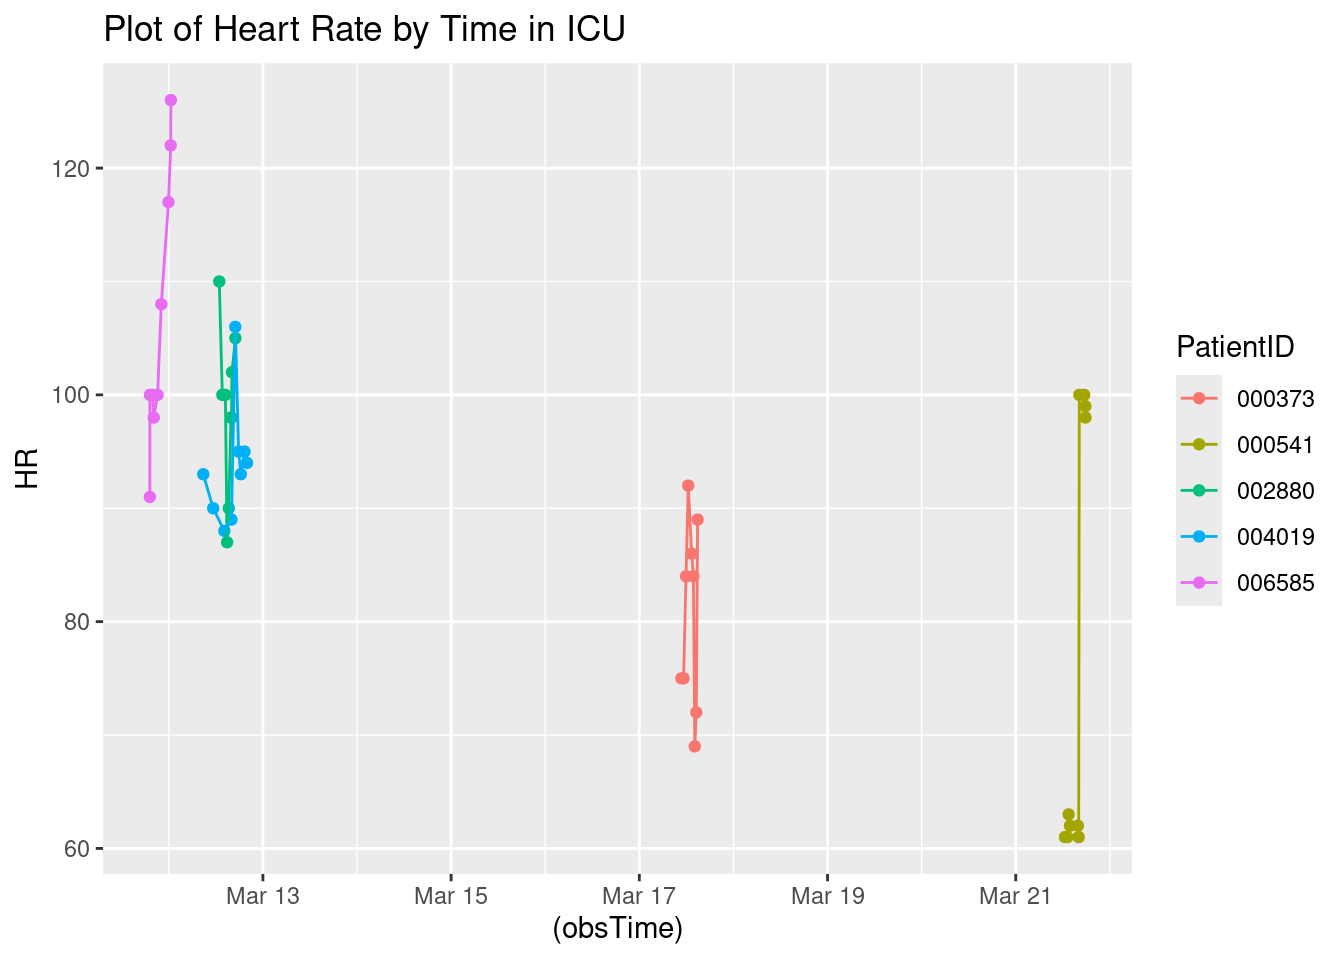 Plot of Heart Rate by Time in ICU
HR
120
100
80
60
Mar 13 Mar 15 Mar 17 Mar 19 Mar 21
(obsTime)
PatientID
000373
000541
002880
004019
006585